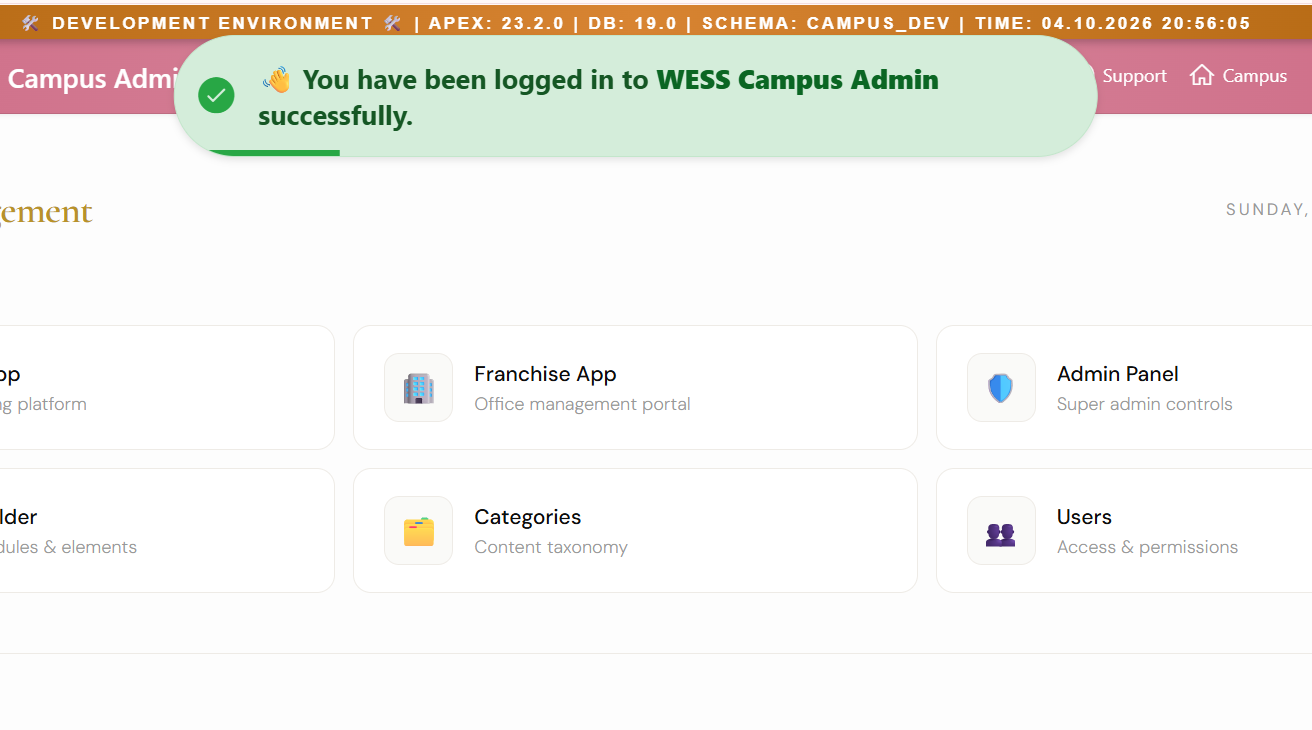 🛠️ DEVELOPMENT ENVIRONMENT 🛠️ | APEX: 23.2.0 | DB: 19.0 | SCHEMA: CAMPUS_DEV | TIME: 04.10.2026 20:56:05
Campus Admi
👋 You have been logged in to WESS Campus Admin
successfully.
Support
Campus
gement
SUNDAY,
pp
ng platform
Franchise App
Office management portal
Admin Panel
Super admin controls
lder
dules & elements
Categories
Content taxonomy
Users
Access & permissions